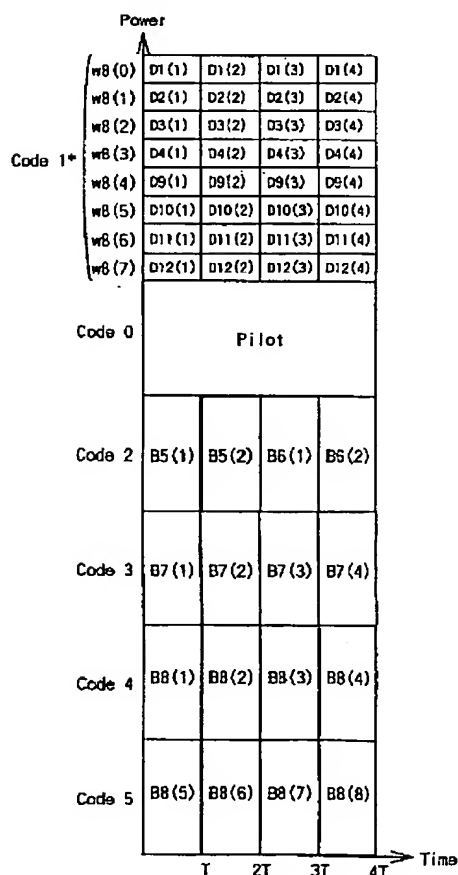 Power
w8(0) D1(1) D1(2) D1(3) D1(4)
w8(1) D2(1) D2(2) D2(3) D2(4)
w8(2) D3(1) D3(2) D3(3) D3(4)
Code 1* w8(3) D4(1) D4(2) D4(3) D4(4)
w8(4) D9(1) D9(2) D9(3) D9(4)
w8(5) D10(1) D10(2) D10(3) D10(4)
w8(6) D11(1) D11(2) D11(3) D11(4)
w8(7) D12(1) D12(2) D12(3) D12(4)
Code 0 Pilot
Code 2 B5(1) B5(2) B6(1) B6(2)
Code 3 B7(1) B7(2) B7(3) B7(4)
Code 4 B8(1) B8(2) B8(3) B8(4)
Code 5 B8(5) B8(6) B8(7) B8(8)
Time
T 2T 3T 4T